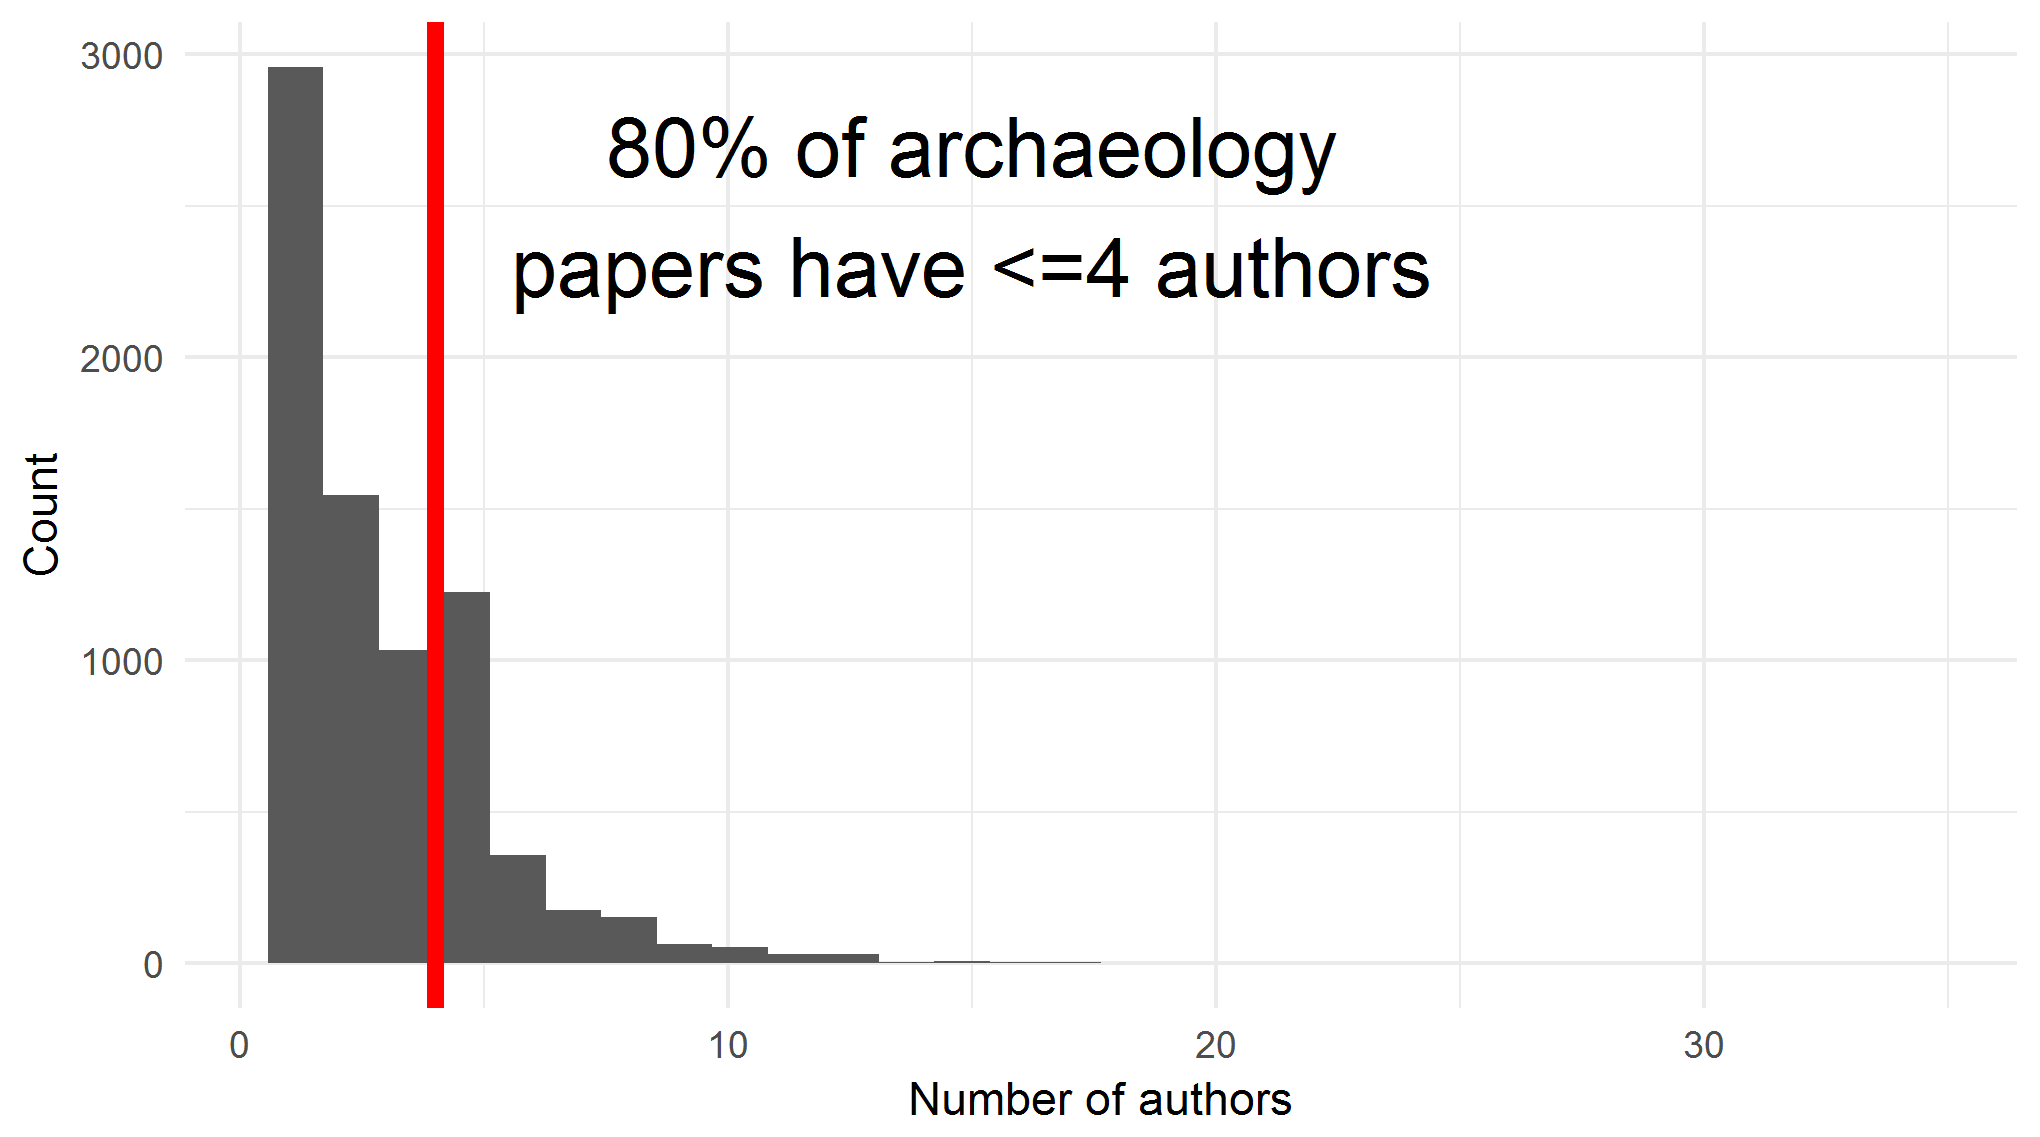 3000
80% of archaeology
papers have <=4 authors
2000
Count
1000
0
0 10 20 30
Number of authors